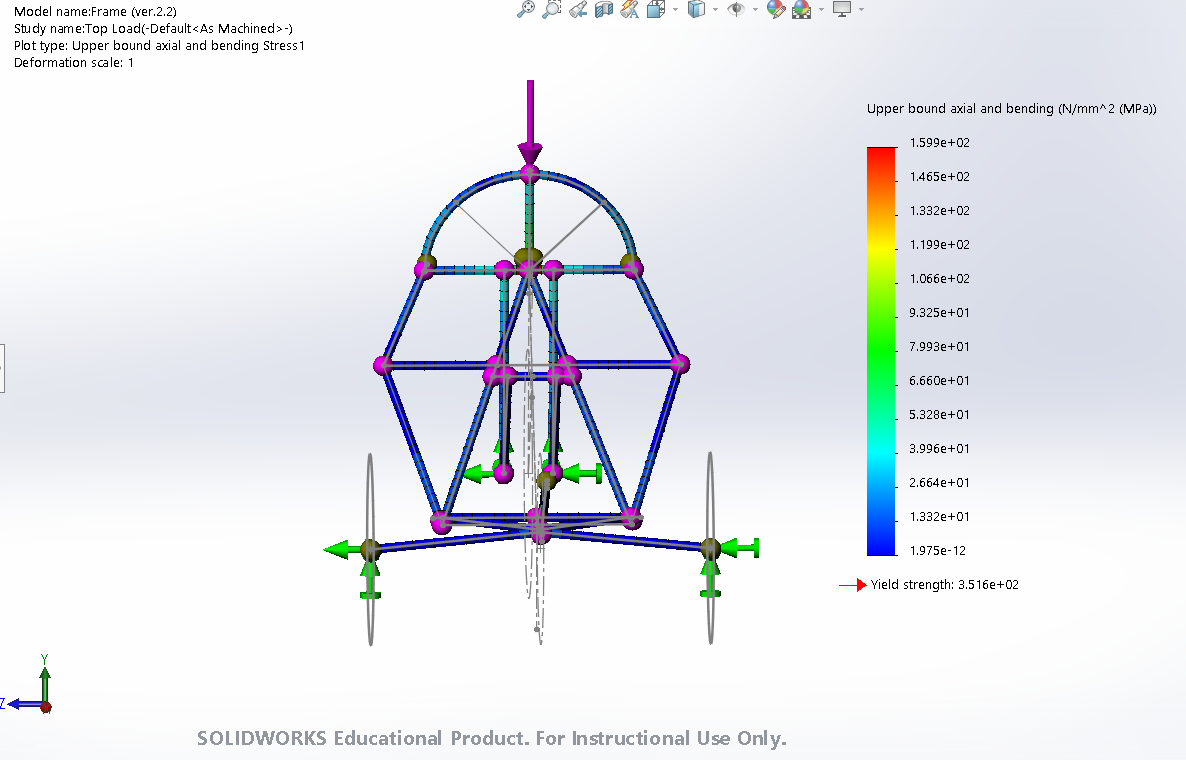 Model name:Frame (ver.2.2)
Study name:Top Load(-Default<As Machined>-)
Plot type: Upper bound axial and bending Stress1
Deformation scale: 1
Upper bound axial and bending (N/mm^2 (MPa))
1.599e+02
1.465e+02
1.332e+02
1.199e+02
1.066e+02
9.325e+01
7.993e+01
6.660e+01
5.328e+01
3.996e+01
2.664e+01
1.332e+01
1.975e-12
Yield strength: 3.516e+02
Y
Z
SOLIDWORKS Educational Product. For Instructional Use Only.